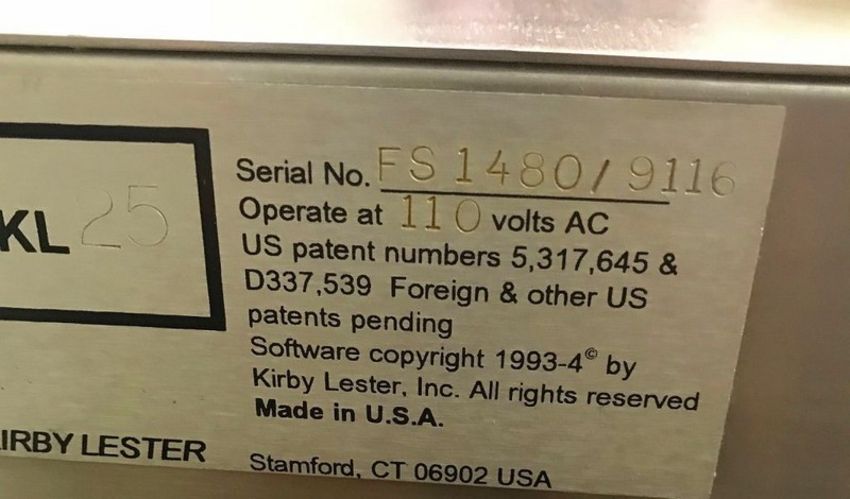 KL 25
Serial No. FS 1480/9116
Operate at 110 volts AC
US patent numbers 5,317,645 &
D337,539 Foreign & other US
patents pending
Software copyright 1993-4© by
Kirby Lester, Inc. All rights reserved
Made in U.S.A.
IRBY LESTER
Stamford, CT 06902 USA